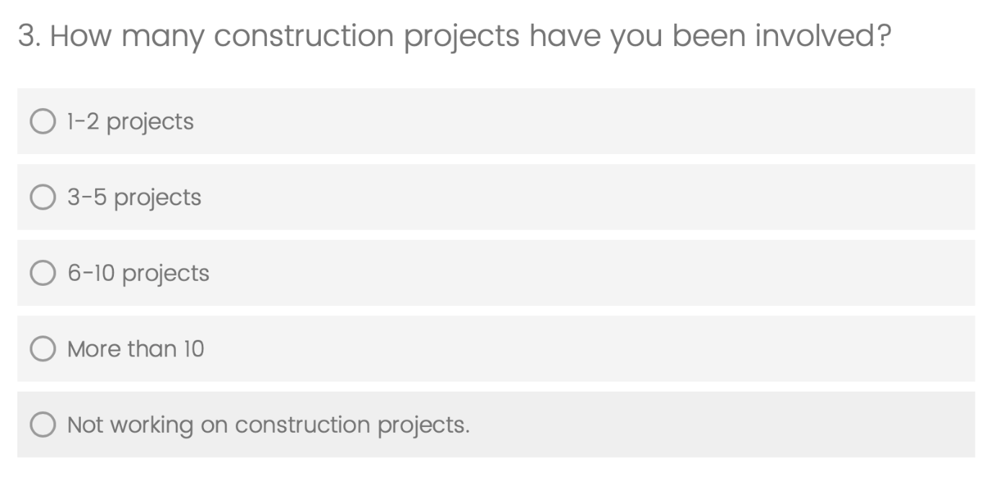 3. How many construction projects have you been involved?
1-2 projects
3-5 projects
6-10 projects
More than 10
Not working on construction projects.